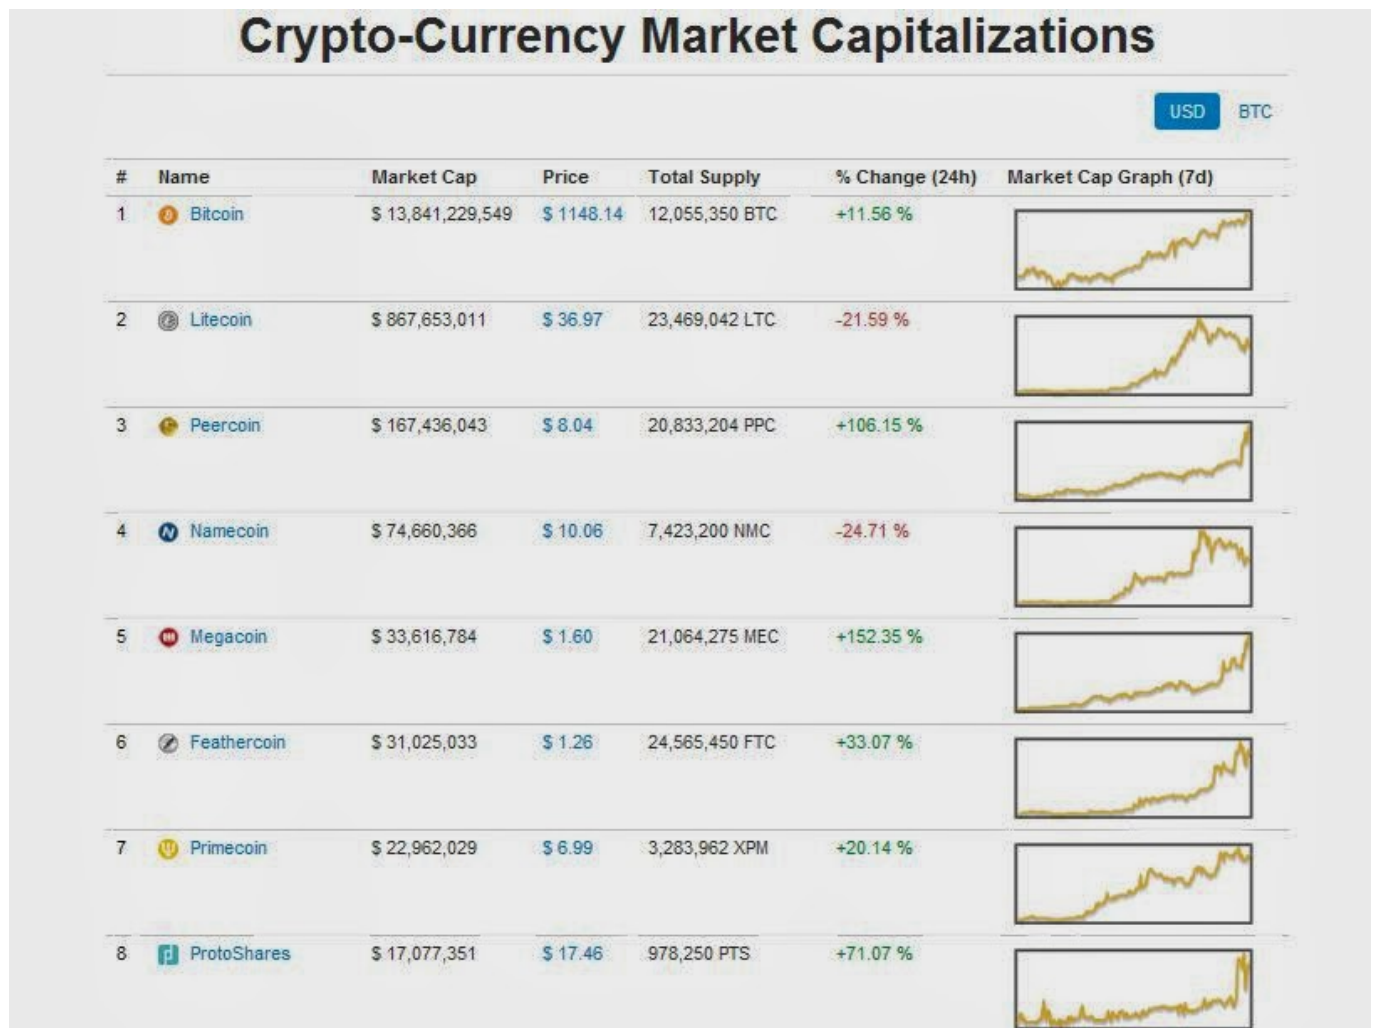 Crypto-Currency Market Capitalizations
USD BTC
# Name Market Cap Price Total Supply % Change (24h) Market Cap Graph (7d)
1 Bitcoin $ 13,841,229,549 $ 1148.14 12,055,350 BTC +11.56 %
2 Litecoin $ 867,653,011 $ 36.97 23,469,042 LTC -21.59 %
3 Peercoin $ 167,436,043 $ 8.04 20,833,204 PPC +106.15 %
4 Namecoin $ 74,660,366 $ 10.06 7,423,200 NMC -24.71 %
5 Megacoin $ 33,616,784 $ 1.60 21,064,275 MEC +152.35 %
6 Feathercoin $ 31,025,033 $ 1.26 24,565,450 FTC +33.07 %
7 Primecoin $ 22,962,029 $ 6.99 3,283,962 XPM +20.14 %
8 ProtoShares $ 17,077,351 $ 17.46 978,250 PTS +71.07 %